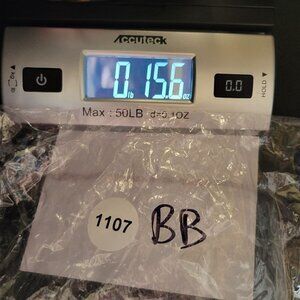 Accuteck
0 lb 15.6 oz
0.0
HOLD
Max : 50LB d=0.1OZ
1107 BB